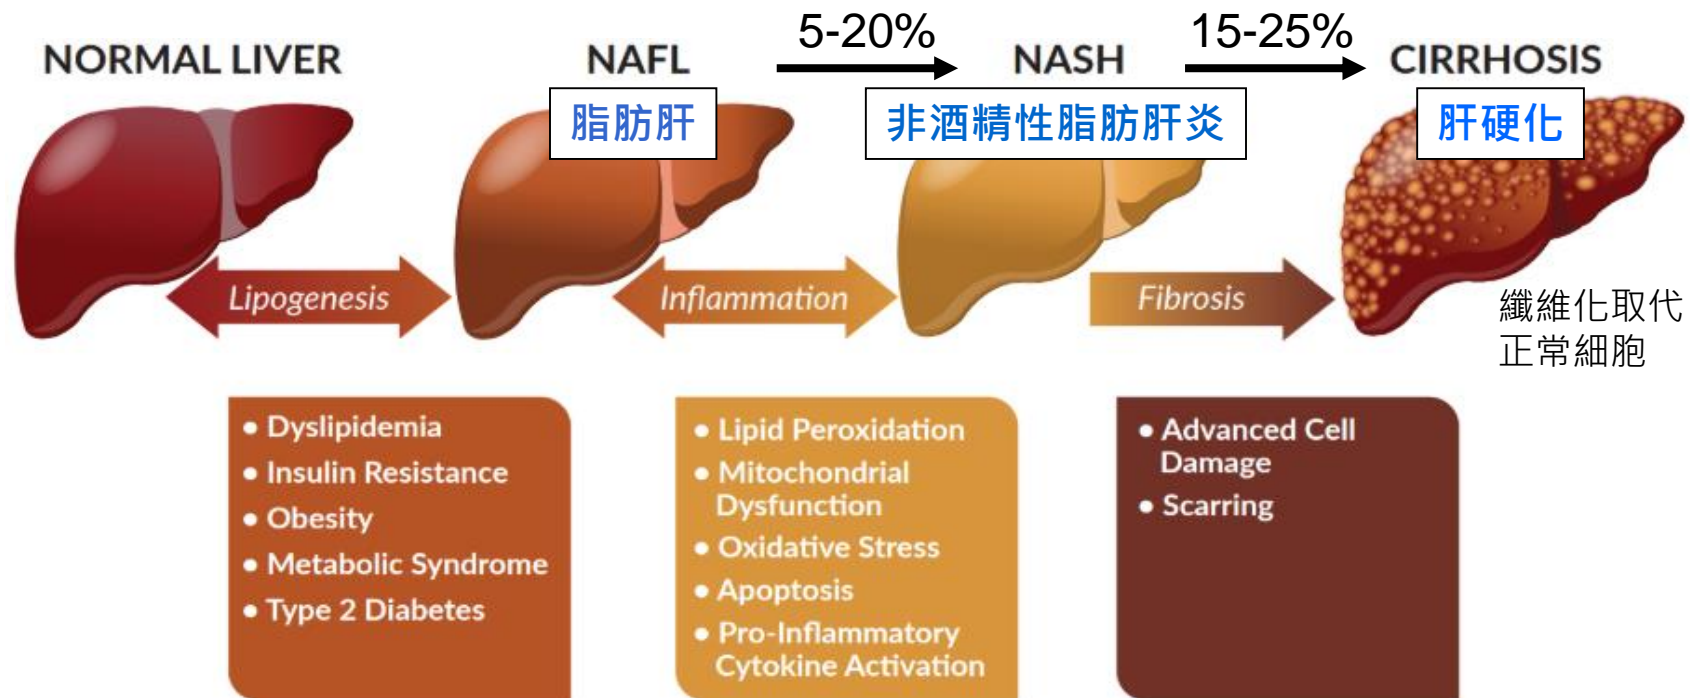 5-20%
15-25%
NORMAL LIVER
NAFL
NASH
CIRRHOSIS
脂肪肝
非酒精性脂肪肝炎
肝硬化
Lipogenesis
Inflammation
Fibrosis
纖維化取代
正常細胞
• Dyslipidemia
• Insulin Resistance
• Obesity
• Metabolic Syndrome
• Type 2 Diabetes
• Lipid Peroxidation
• Mitochondrial
Dysfunction
• Oxidative Stress
• Apoptosis
• Pro-Inflammatory
Cytokine Activation
• Advanced Cell
Damage
• Scarring